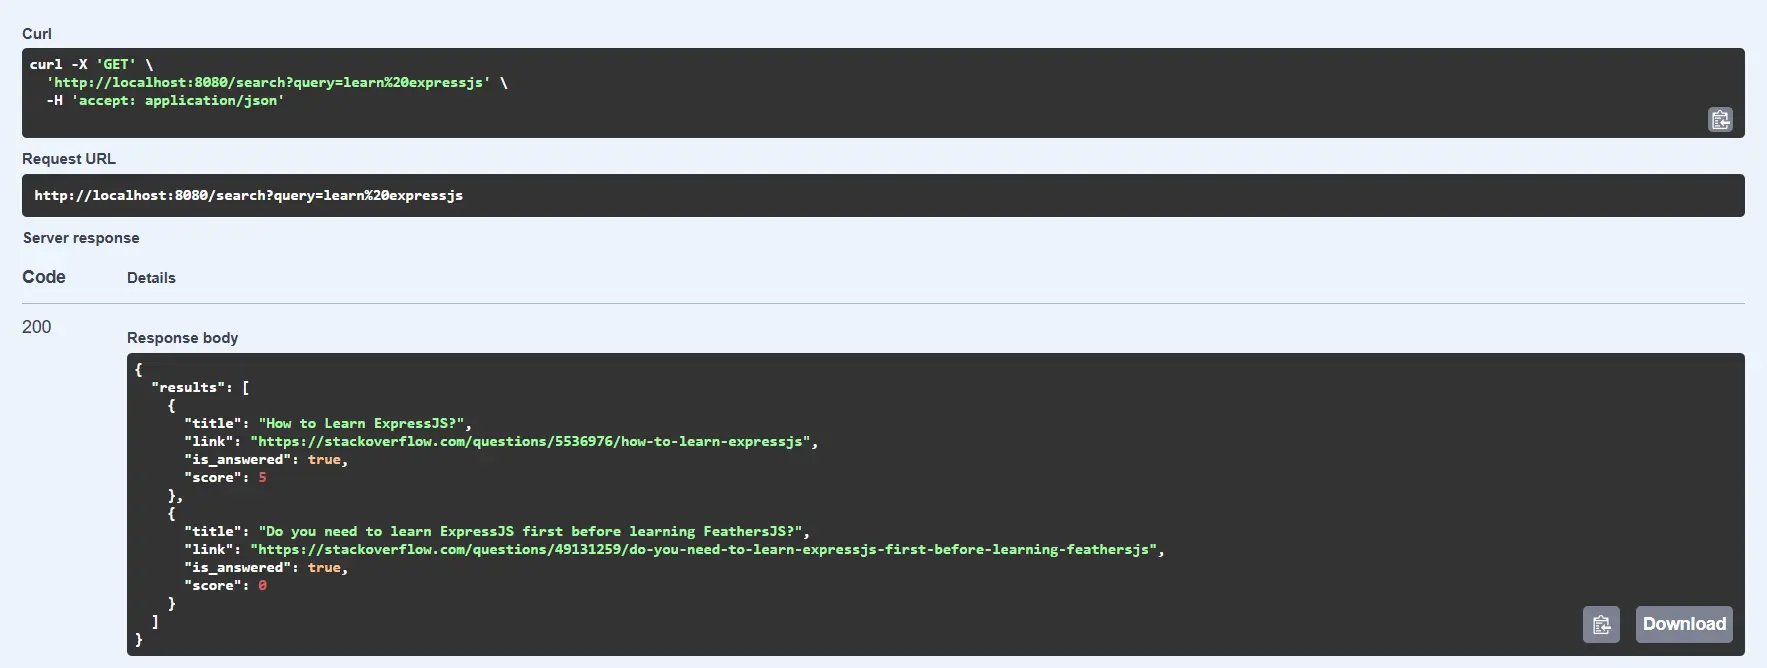 Curl
curl -X 'GET' \
  'http://localhost:8080/search?query=learn%20expressjs' \
  -H 'accept: application/json'
Request URL
http://localhost:8080/search?query=learn%20expressjs
Server response
Code Details
200
Response body
{
  "results": [
    {
      "title": "How to Learn ExpressJS?",
      "link": "https://stackoverflow.com/questions/5536976/how-to-learn-expressjs",
      "is_answered": true,
      "score": 5
    },
    {
      "title": "Do you need to learn ExpressJS first before learning FeathersJS?",
      "link": "https://stackoverflow.com/questions/49131259/do-you-need-to-learn-expressjs-first-before-learning-feathersjs",
      "is_answered": true,
      "score": 0
    }
  ]
}
Download